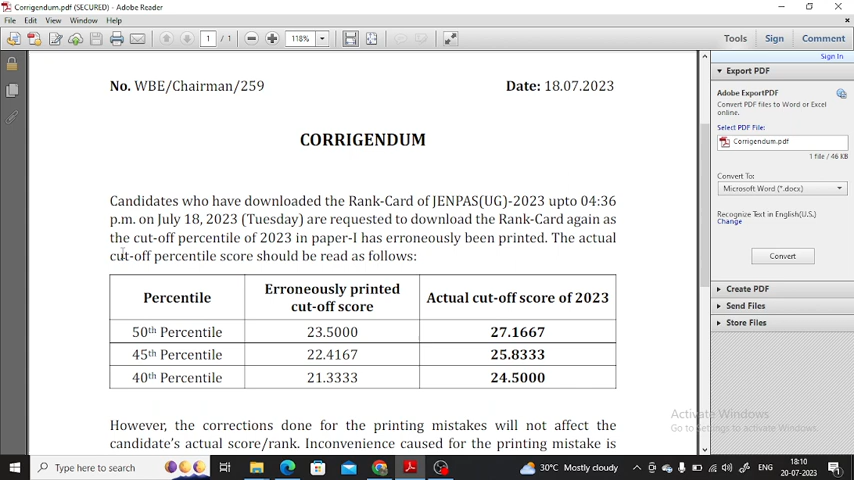 Corrigendum.pdf (SECURED) - Adobe Reader
File Edit View Window Help
1 / 1 118% Tools Sign Comment
Sign In
No. WBE/Chairman/259 Date: 18.07.2023
CORRIGENDUM
Candidates who have downloaded the Rank-Card of JENPAS(UG)-2023 upto 04:36
p.m. on July 18, 2023 (Tuesday) are requested to download the Rank-Card again as
the cut-off percentile of 2023 in paper-I has erroneously been printed. The actual
cut-off percentile score should be read as follows:
Percentile Erroneously printed cut-off score Actual cut-off score of 2023
50th Percentile 23.5000 27.1667
45th Percentile 22.4167 25.8333
40th Percentile 21.3333 24.5000
However, the corrections done for the printing mistakes will not affect the
candidate's actual score/rank. Inconvenience caused for the printing mistake is
Export PDF
Adobe ExportPDF
Convert PDF files to Word or Excel
online.
Select PDF File:
Corrigendum.pdf
1 file / 46 KB
Convert To:
Microsoft Word (*.docx)
Recognize Text in English(U.S.)
Change
Convert
Create PDF
Send Files
Store Files
Activate Windows
Go to Settings to activate Windows.
Type here to search
30°C Mostly cloudy
ENG
18:10
20-07-2023
1